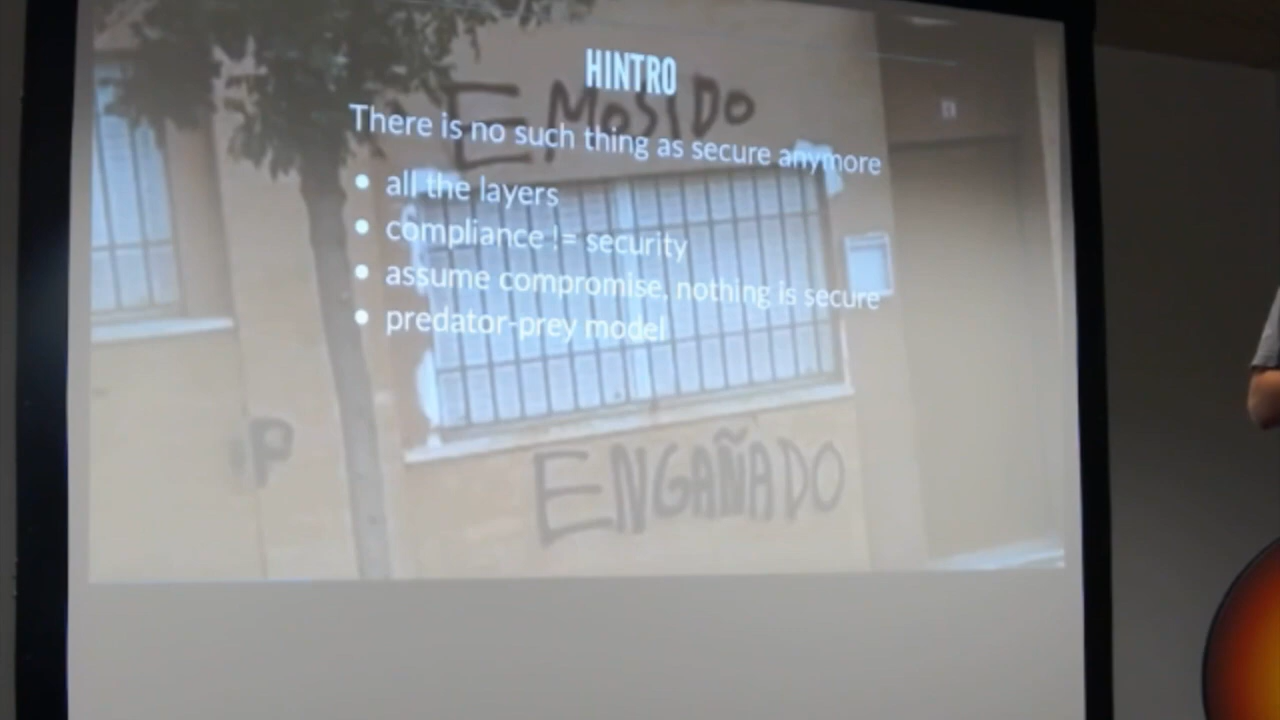 HINTRO
E MOSIDO
There is no such thing as secure anymore
• all the layers
• compliance != security
• assume compromise, nothing is secure
• predator-prey model
P
ENGAÑADO